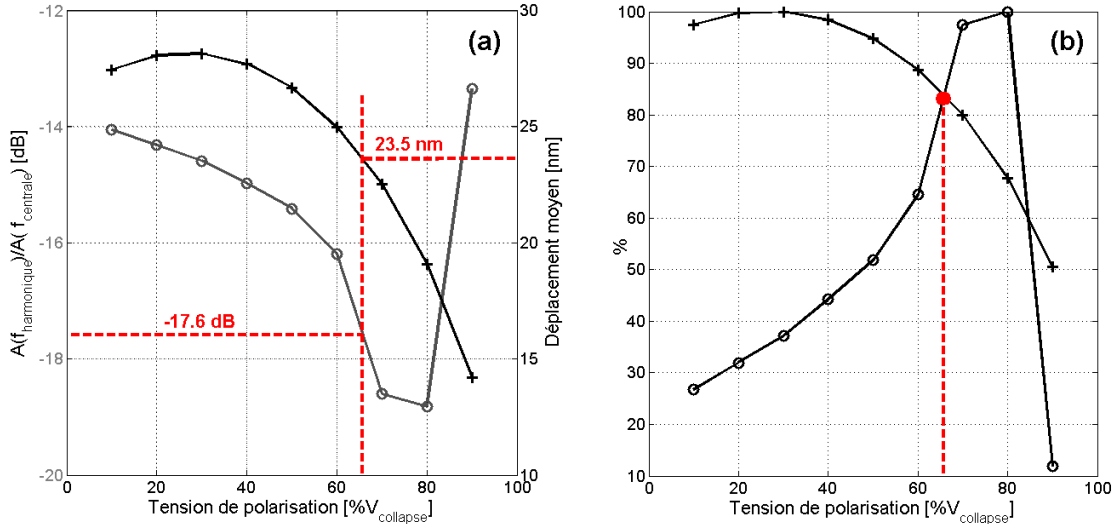 (a)
A(f_harmonique)/A( f_centrale) [dB]
-12
-14
-16
-18
-20
30
25
20
15
10
Déplacement moyen [nm]
23.5 nm
-17.6 dB
0 20 40 60 80 100
Tension de polarisation [%V_collapse]
(b)
%
100
90
80
70
60
50
40
30
20
10
0 20 40 60 80 100
Tension de polarisation [%V_collapse]